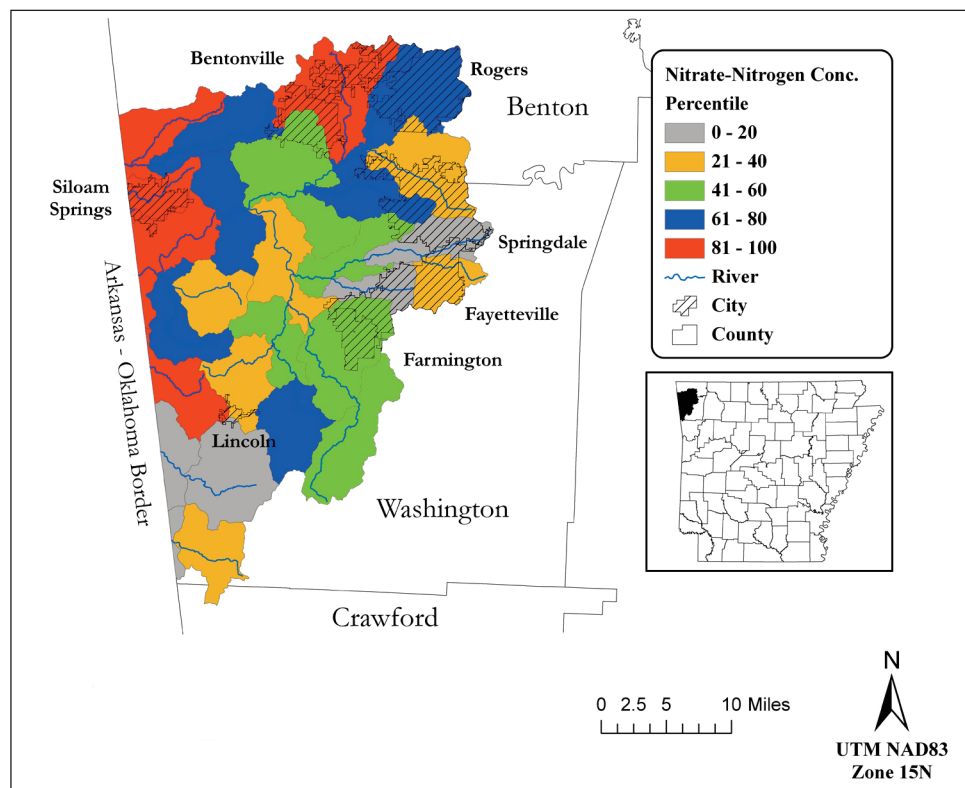 Bentonville
Rogers
Benton
Siloam
Springs
Springdale
Fayetteville
Farmington
Lincoln
Arkansas - Oklahoma Border
Washington
Crawford
Nitrate-Nitrogen Conc.
Percentile
0 - 20
21 - 40
41 - 60
61 - 80
81 - 100
River
City
County
0 2.5 5 10 Miles
N
UTM NAD83
Zone 15N